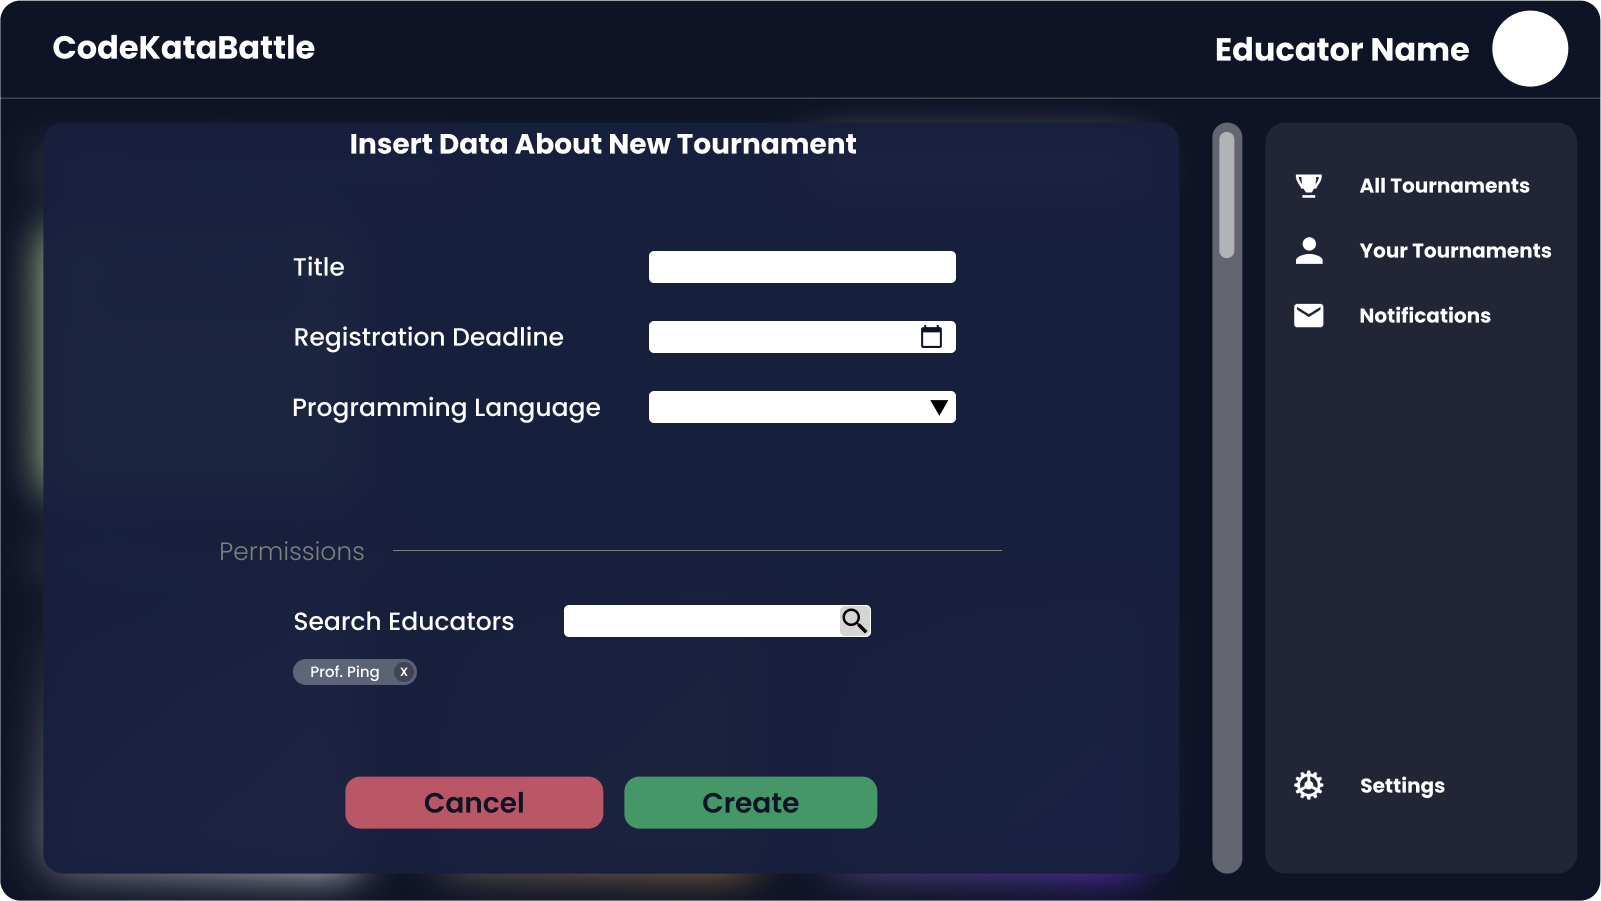 CodeKataBattle
Educator Name
Insert Data About New Tournament
Title
Registration Deadline
Programming Language
Permissions
Search Educators
Prof. Ping x
Cancel
Create
All Tournaments
Your Tournaments
Notifications
Settings